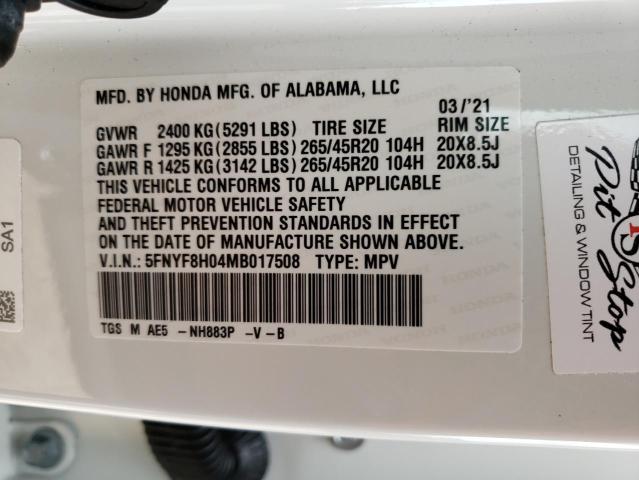 MFD. BY HONDA MFG. OF ALABAMA, LLC
03/'21
GVWR 2400 KG (5291 LBS) TIRE SIZE RIM SIZE
GAWR F 1295 KG (2855 LBS) 265/45R20 104H 20X8.5J
GAWR R 1425 KG (3142 LBS) 265/45R20 104H 20X8.5J
THIS VEHICLE CONFORMS TO ALL APPLICABLE
FEDERAL MOTOR VEHICLE SAFETY
AND THEFT PREVENTION STANDARDS IN EFFECT
ON THE DATE OF MANUFACTURE SHOWN ABOVE.
V.I.N.: 5FNYF8H04MB017508 TYPE: MPV
TGS M AE5 -NH883P -V -B
SA1
Pit Stop
DETAILING & WINDOW TINT